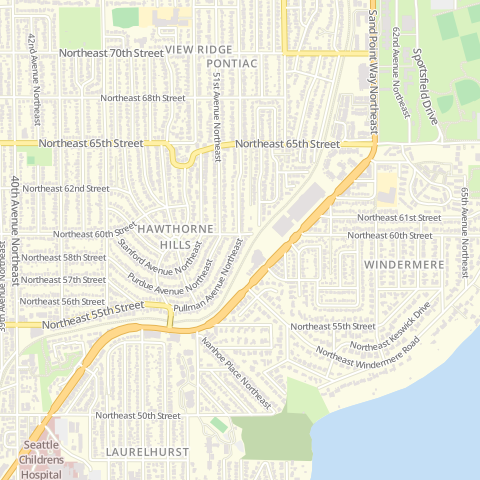 42nd Avenue Northeast
Northeast 70th Street
VIEW RIDGE
PONTIAC
51st Avenue Northeast
Sand Point Way Northeast
62nd Avenue Northeast
Sportsfield Drive
Northeast 68th Street
Northeast 65th Street
Northeast 65th Street
40th Avenue Northeast
Northeast 62nd Street
65th Avenue Northeast
Northeast 61st Street
Northeast 60th Street
HAWTHORNE
HILLS
Northeast 60th Street
Stanford Avenue Northeast
39th Avenue Northeast
Northeast 58th Street
WINDERMERE
Purdue Avenue Northeast
Northeast 57th Street
Pullman Avenue Northeast
Northeast 56th Street
Northeast 55th Street
Northeast 55th Street
Northeast Keswick Drive
Northeast Windermere Road
Ivanhoe Place Northeast
Northeast 50th Street
Seattle
Childrens
Hospital
LAURELHURST